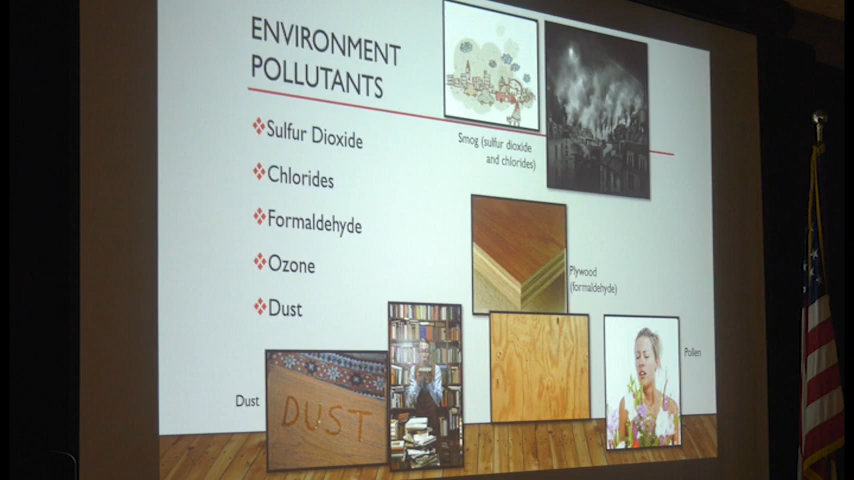 ENVIRONMENT
POLLUTANTS
Sulfur Dioxide
Chlorides
Formaldehyde
Ozone
Dust
Smog (sulfur dioxide
and chlorides)
Plywood
(formaldehyde)
Pollen
Dust
DUST